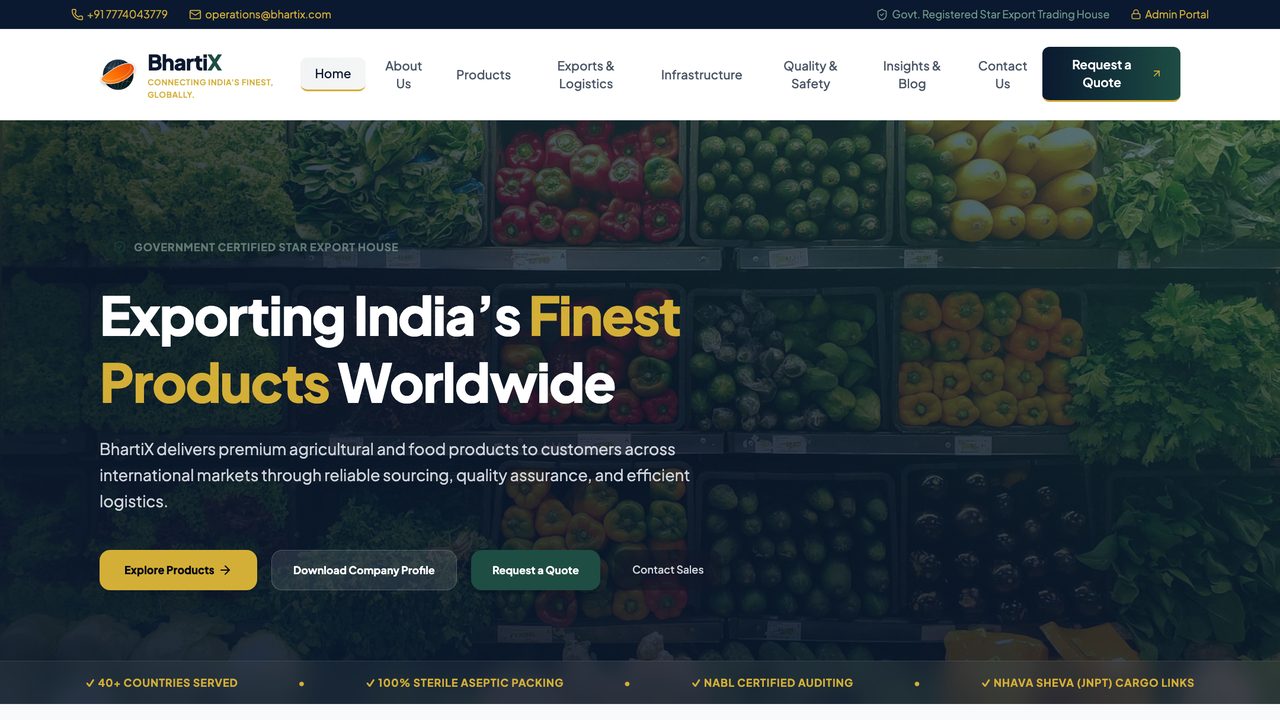 +91 7774043779
operations@bhartix.com
Govt. Registered Star Export Trading House
Admin Portal
BhartiX
CONNECTING INDIA'S FINEST,
GLOBALLY.
Home
About
Us
Products
Exports &
Logistics
Infrastructure
Quality &
Safety
Insights &
Blog
Contact
Us
Request a
Quote
GOVERNMENT CERTIFIED STAR EXPORT HOUSE
Exporting India’s Finest
Products Worldwide
BhartiX delivers premium agricultural and food products to customers across
international markets through reliable sourcing, quality assurance, and efficient
logistics.
Explore Products
Download Company Profile
Request a Quote
Contact Sales
✓ 40+ COUNTRIES SERVED
✓ 100% STERILE ASEPTIC PACKING
✓ NABL CERTIFIED AUDITING
✓ NHAVA SHEVA (JNPT) CARGO LINKS